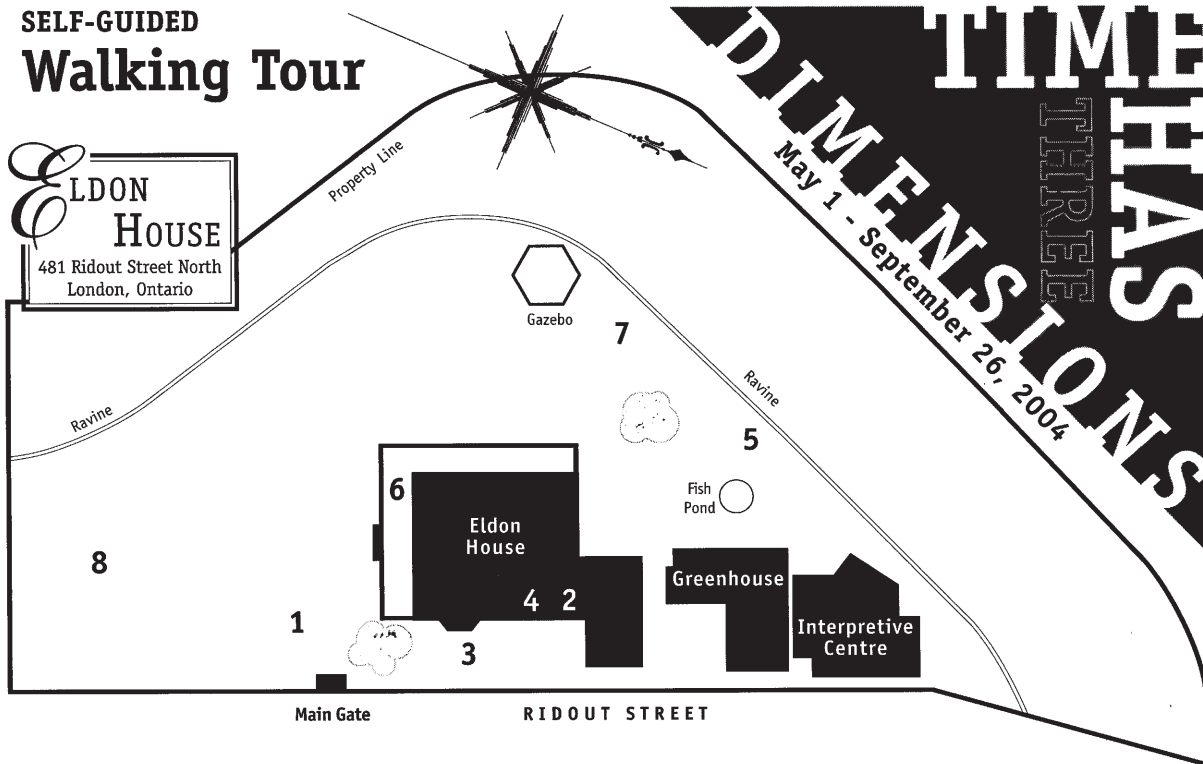 SELF-GUIDED
Walking Tour
ELDON
HOUSE
481 Ridout Street North
London, Ontario
TIME
HAS
THREE
DIMENSIONS
May 1 - September 26, 2004
Property Line
Gazebo
7
Ravine
Ravine
5
6
Fish
Pond
Eldon
House
8
Greenhouse
4 2
1
Interpretive
Centre
3
Main Gate
RIDOUT STREET